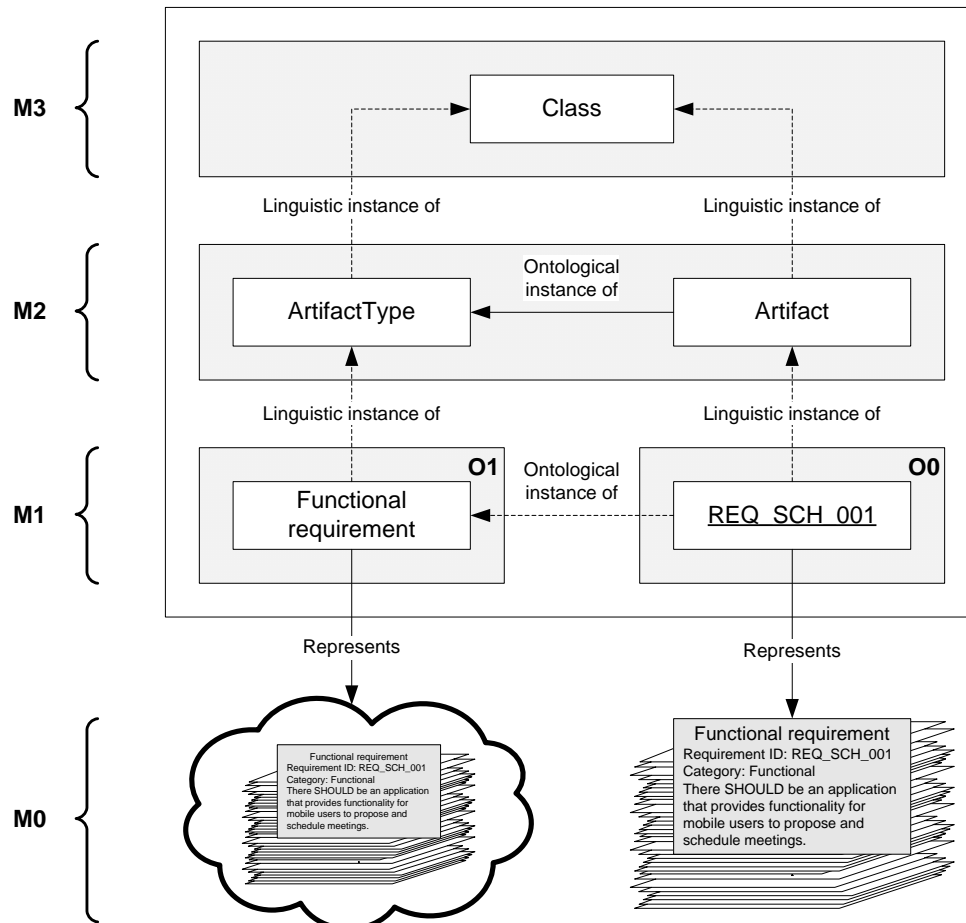 M3
Class
Linguistic instance of
Linguistic instance of
M2
ArtifactType
Ontological
instance of
Artifact
Linguistic instance of
Linguistic instance of
M1
O1
Functional
requirement
Ontological
instance of
O0
REQ_SCH_001
Represents
Represents
M0
Functional requirement
Requirement ID: REQ_SCH_001
Category: Functional
There SHOULD be an application
that provides functionality for
mobile users to propose and
schedule meetings.
Functional requirement
Requirement ID: REQ_SCH_001
Category: Functional
There SHOULD be an application
that provides functionality for
mobile users to propose and
schedule meetings.